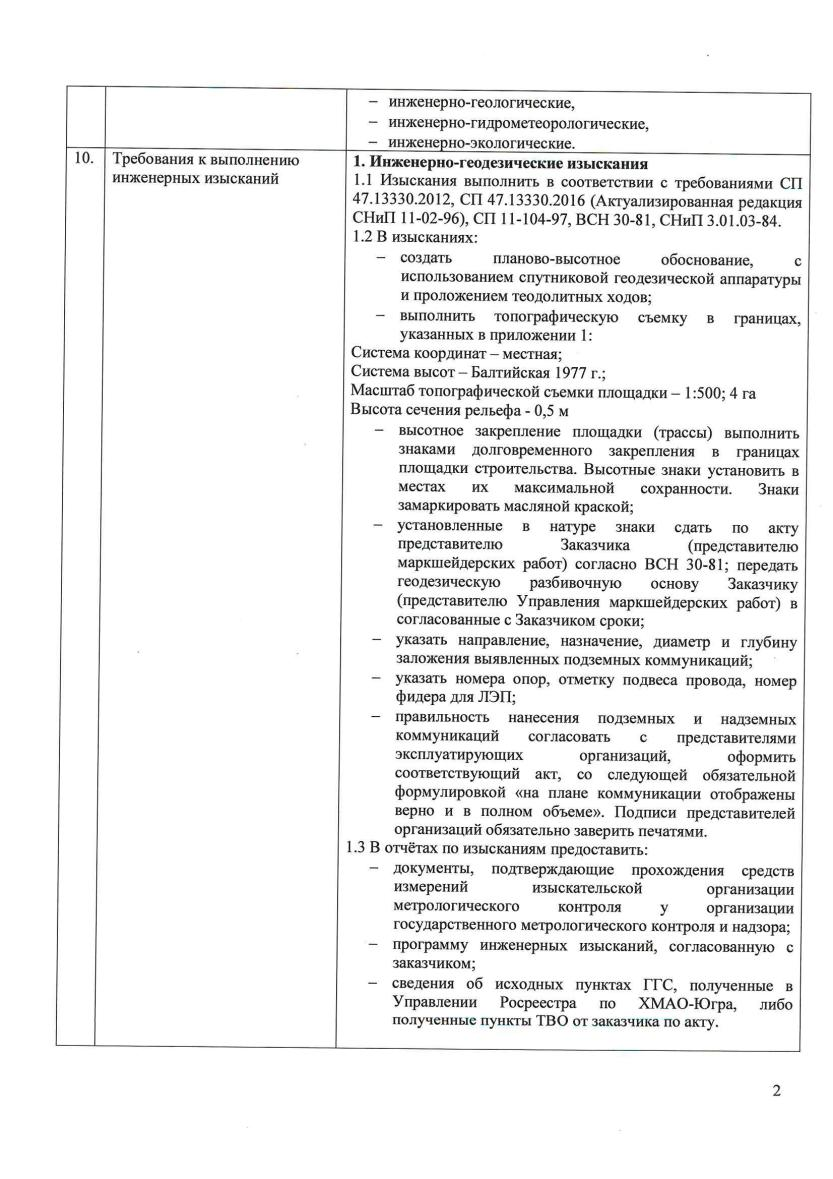 – инженерно-геологические,
– инженерно-гидрометеорологические,
– инженерно-экологические.
10. Требования к выполнению
инженерных изысканий
1. Инженерно-геодезические изыскания
1.1 Изыскания выполнить в соответствии с требованиями СП
47.13330.2012, СП 47.13330.2016 (Актуализированная редакция
СНиП 11-02-96), СП 11-104-97, ВСН 30-81, СНиП 3.01.03-84.
1.2 В изысканиях:
– создать планово-высотное обоснование, с
использованием спутниковой геодезической аппаратуры
и проложением теодолитных ходов;
– выполнить топографическую съемку в границах,
указанных в приложении 1:
Система координат – местная;
Система высот – Балтийская 1977 г.;
Масштаб топографической съемки площадки – 1:500; 4 га
Высота сечения рельефа - 0,5 м
– высотное закрепление площадки (трассы) выполнить
знаками долговременного закрепления в границах
площадки строительства. Высотные знаки установить в
местах их максимальной сохранности. Знаки
замаркировать масляной краской;
– установленные в натуре знаки сдать по акту
представителю Заказчика (представителю
маркшейдерских работ) согласно ВСН 30-81; передать
геодезическую разбивочную основу Заказчику
(представителю Управления маркшейдерских работ) в
согласованные с Заказчиком сроки;
– указать направление, назначение, диаметр и глубину
заложения выявленных подземных коммуникаций;
– указать номера опор, отметку подвеса провода, номер
фидера для ЛЭП;
– правильность нанесения подземных и надземных
коммуникаций согласовать с представителями
эксплуатирующих организаций, оформить
соответствующий акт, со следующей обязательной
формулировкой «на плане коммуникации отображены
верно и в полном объеме». Подписи представителей
организаций обязательно заверить печатями.
1.3 В отчётах по изысканиям предоставить:
– документы, подтверждающие прохождения средств
измерений изыскательской организации
метрологического контроля у организации
государственного метрологического контроля и надзора;
– программу инженерных изысканий, согласованную с
заказчиком;
– сведения об исходных пунктах ГГС, полученные в
Управлении Росреестра по ХМАО-Югра, либо
полученные пункты ТВО от заказчика по акту.
2